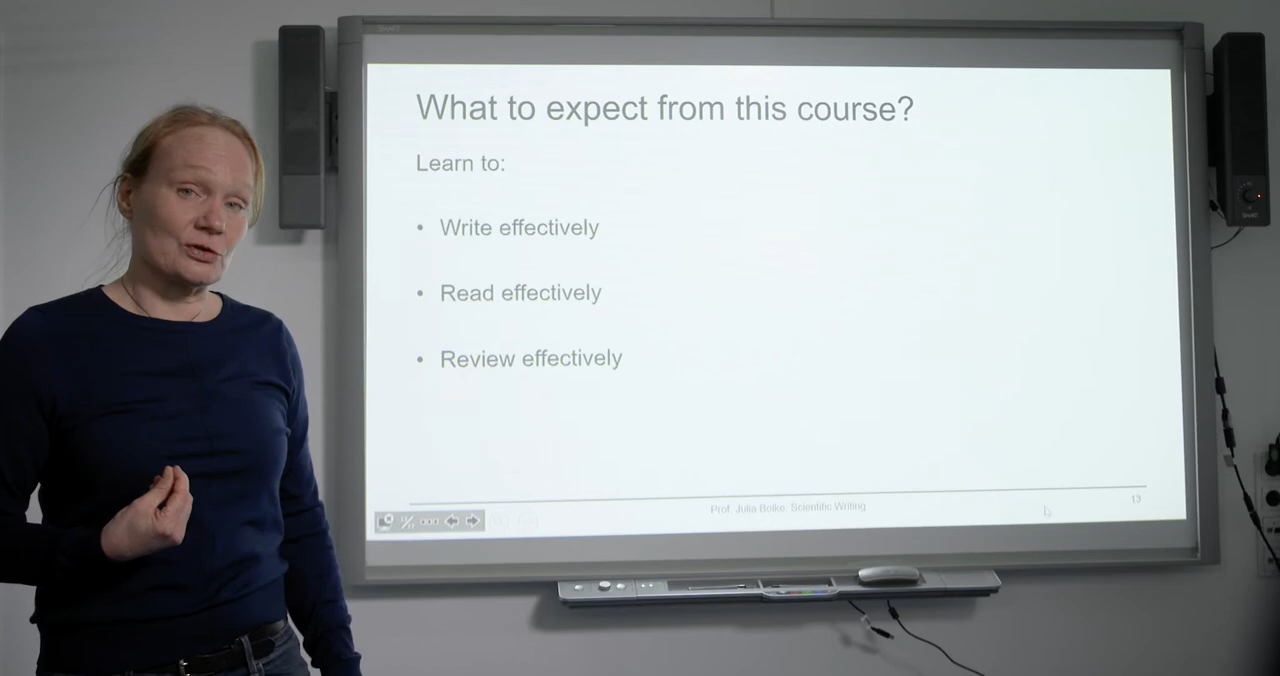 What to expect from this course?
Learn to:
• Write effectively
• Read effectively
• Review effectively
Prof. Julia Boike: Scientific Writing
13